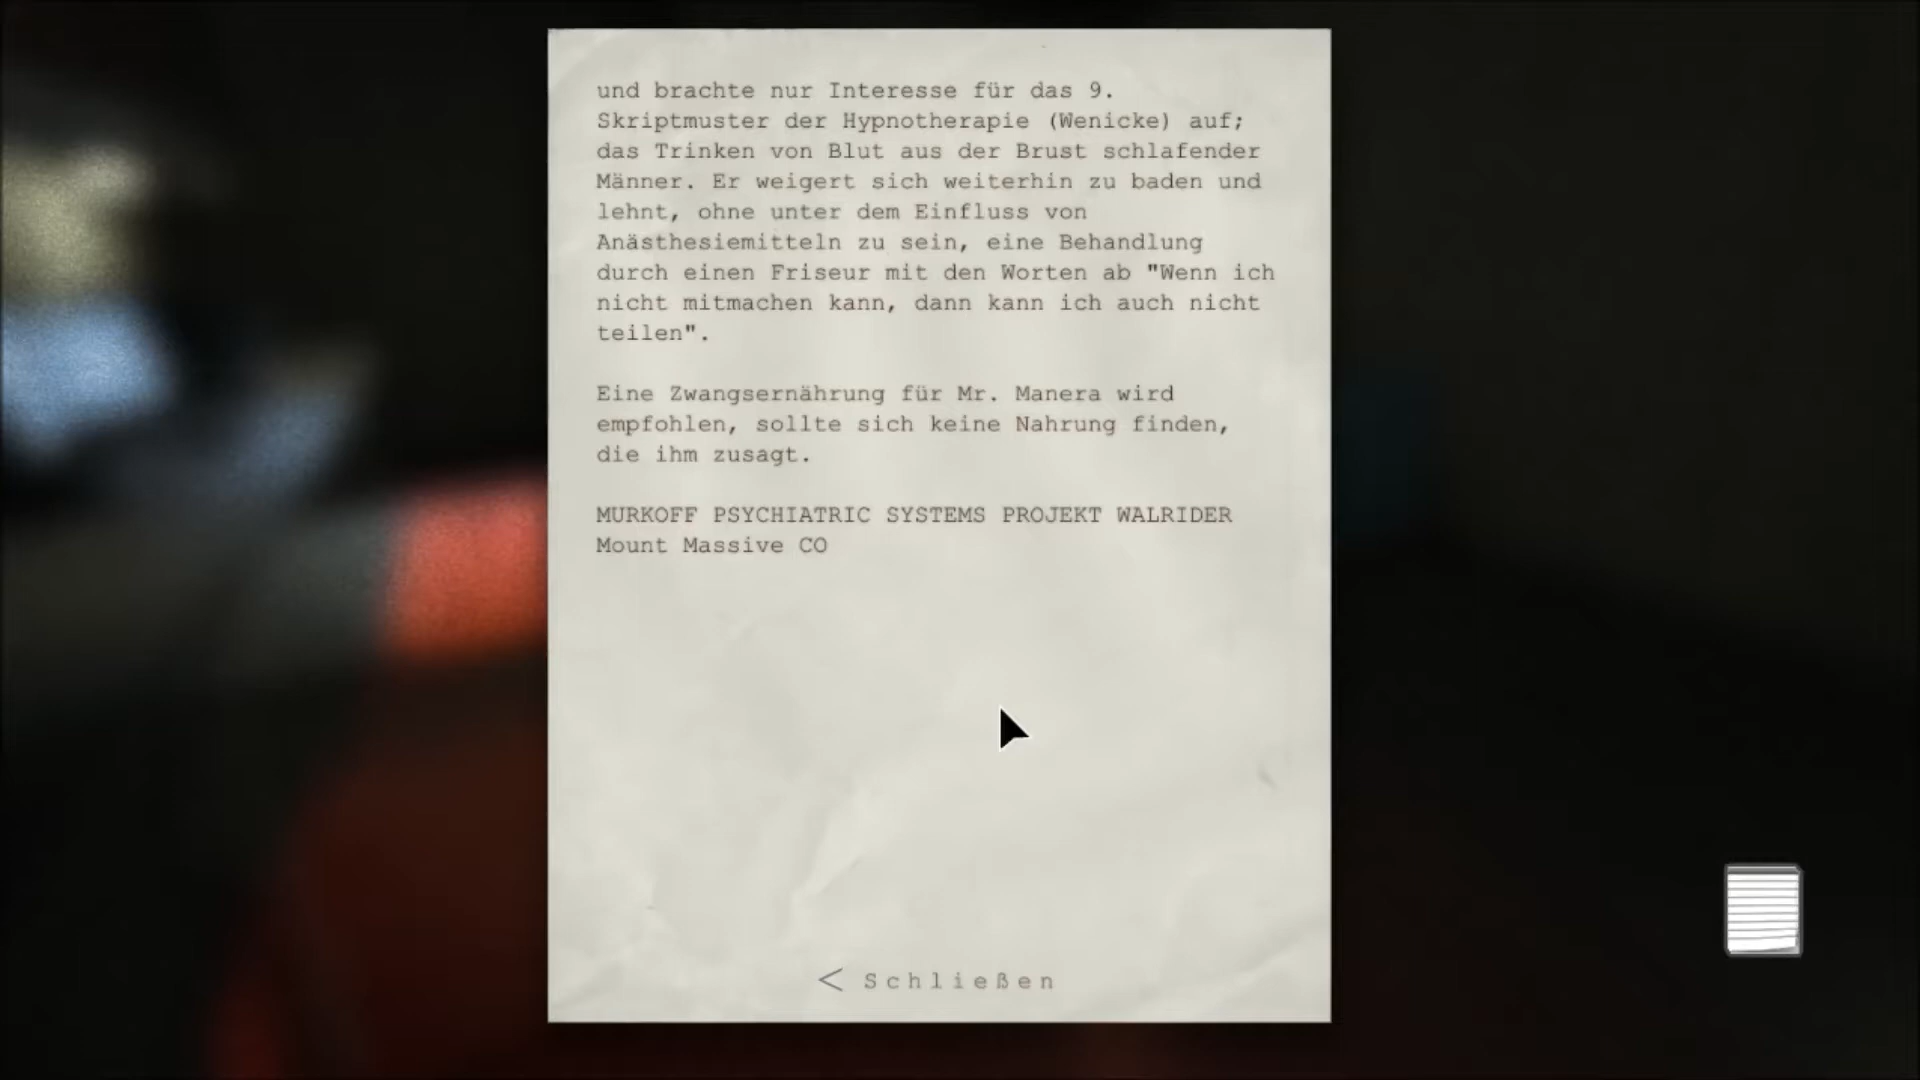 und brachte nur Interesse für das 9.
Skriptmuster der Hypnotherapie (Wenicke) auf;
das Trinken von Blut aus der Brust schlafender
Männer. Er weigert sich weiterhin zu baden und
lehnt, ohne unter dem Einfluss von
Anästhesiemitteln zu sein, eine Behandlung
durch einen Friseur mit den Worten ab "Wenn ich
nicht mitmachen kann, dann kann ich auch nicht
teilen".
Eine Zwangsernährung für Mr. Manera wird
empfohlen, sollte sich keine Nahrung finden,
die ihm zusagt.
MURKOFF PSYCHIATRIC SYSTEMS PROJEKT WALRIDER
Mount Massive CO
< Schließen